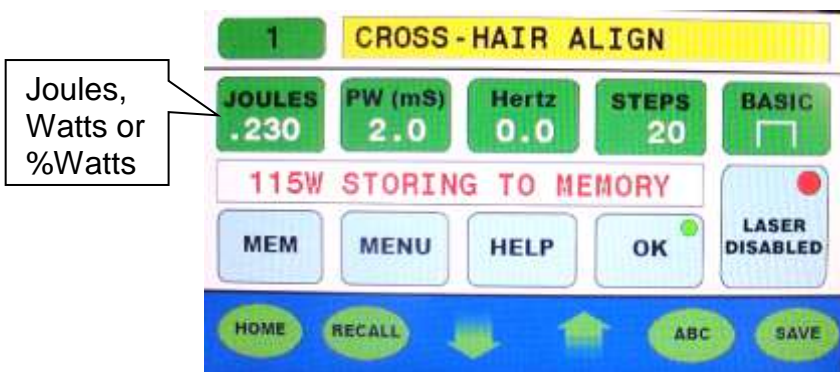 Joules,
Watts or
%Watts
1 CROSS-HAIR ALIGN
JOULES PW (mS) Hertz STEPS BASIC
.230 2.0 0.0 20
115W STORING TO MEMORY
MEM MENU HELP OK LASER
DISABLED
HOME RECALL ABC SAVE